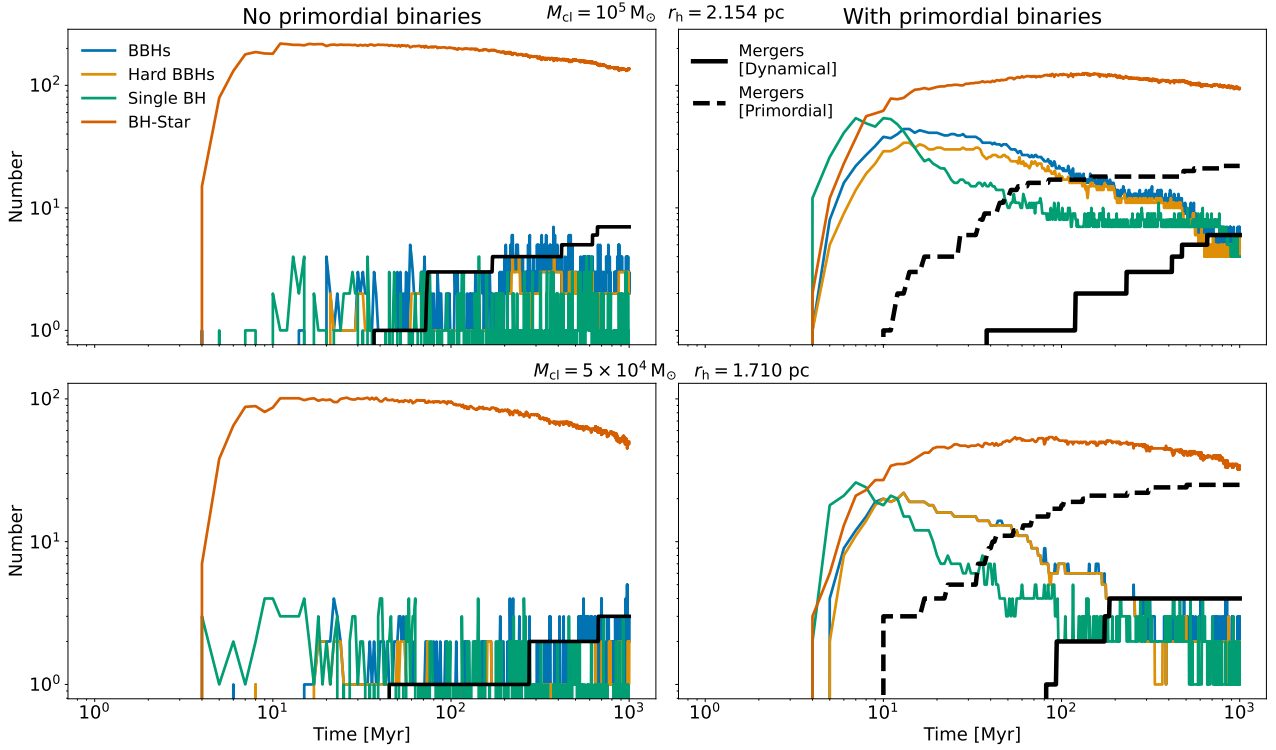 No primordial binaries
M_cl = 10^5 M_⊙ r_h = 2.154 pc
With primordial binaries
BBHs
Hard BBHs
Single BH
BH-Star
Mergers
[Dynamical]
Mergers
[Primordial]
Number
10^2
10^1
10^0
M_cl = 5 × 10^4 M_⊙ r_h = 1.710 pc
Number
10^2
10^1
10^0
10^0 10^1 10^2 10^3
10^0 10^1 10^2 10^3
Time [Myr]
Time [Myr]